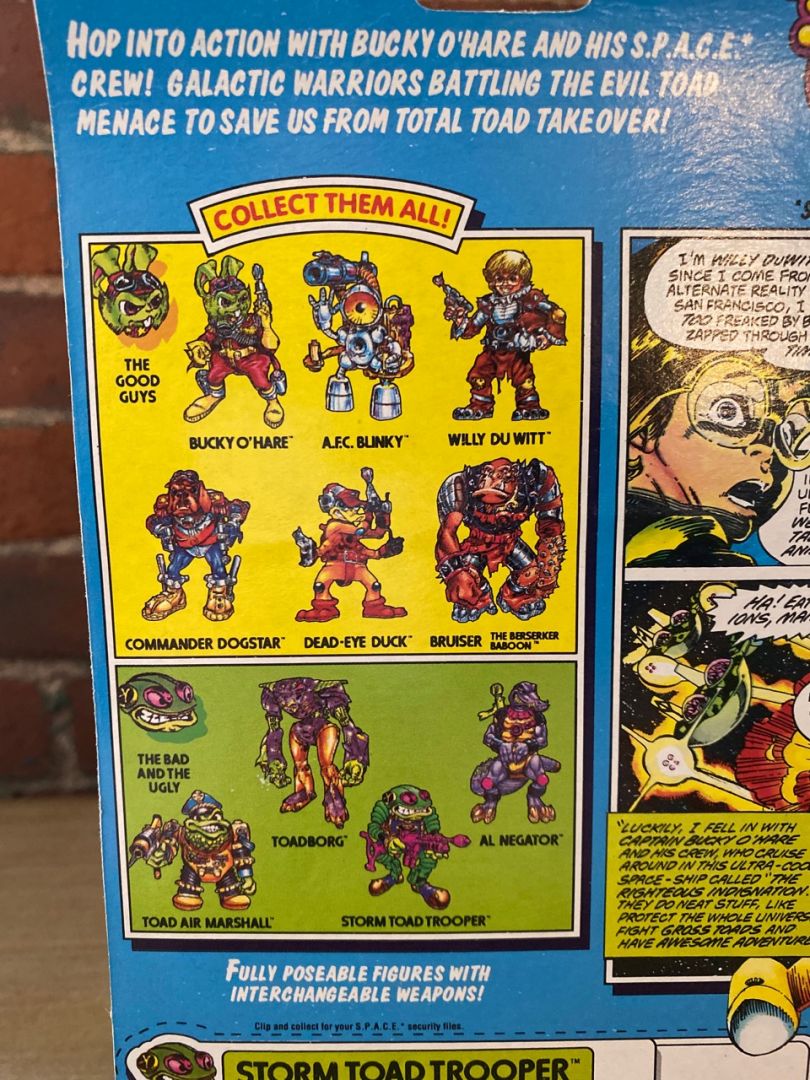 HOP INTO ACTION WITH BUCKY O'HARE AND HIS S.P.A.C.E.*
CREW! GALACTIC WARRIORS BATTLING THE EVIL TOAD
MENACE TO SAVE US FROM TOTAL TOAD TAKEOVER!
COLLECT THEM ALL!
THE
GOOD
GUYS
BUCKY O'HARE™
A.F.C. BLINKY™
WILLY DU WITT™
COMMANDER DOGSTAR™
DEAD-EYE DUCK™
BRUISER THE BERSERKER
BABOON™
THE BAD
AND THE
UGLY
TOADBORG™
AL NEGATOR™
TOAD AIR MARSHALL™
STORM TOAD TROOPER™
FULLY POSEABLE FIGURES WITH
INTERCHANGEABLE WEAPONS!
Clip and collect for your S.P.A.C.E.* security files.
STORM TOAD TROOPER™
I'M WILLY DUWI
SINCE I COME FRO
ALTERNATE REALITY
SAN FRANCISCO, I
TOO FREAKED BY B
ZAPPED THROUGH
HA! EA
IONS, MA
"LUCKILY, I FELL IN WITH
CAPTAIN BUCKY O'HARE
AND HIS CREW, WHO CRUISE
AROUND IN THIS ULTRA-COO
SPACE-SHIP CALLED "THE
RIGHTEOUS INDIGNATION.
THEY DO NEAT STUFF, LIKE
PROTECT THE WHOLE UNIVERS
FIGHT GROSS TOADS AND
HAVE AWESOME ADVENTUR